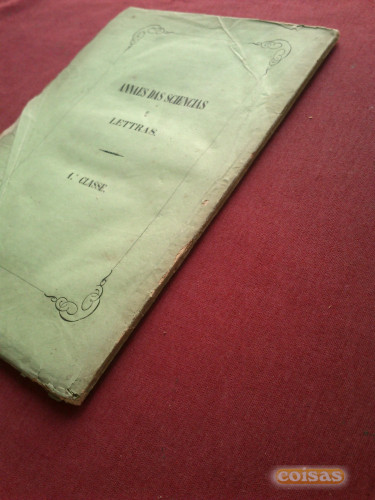 ANNAES DAS SCIENCIAS
E
LETTRAS.
1.ª CLASSE.
coisas